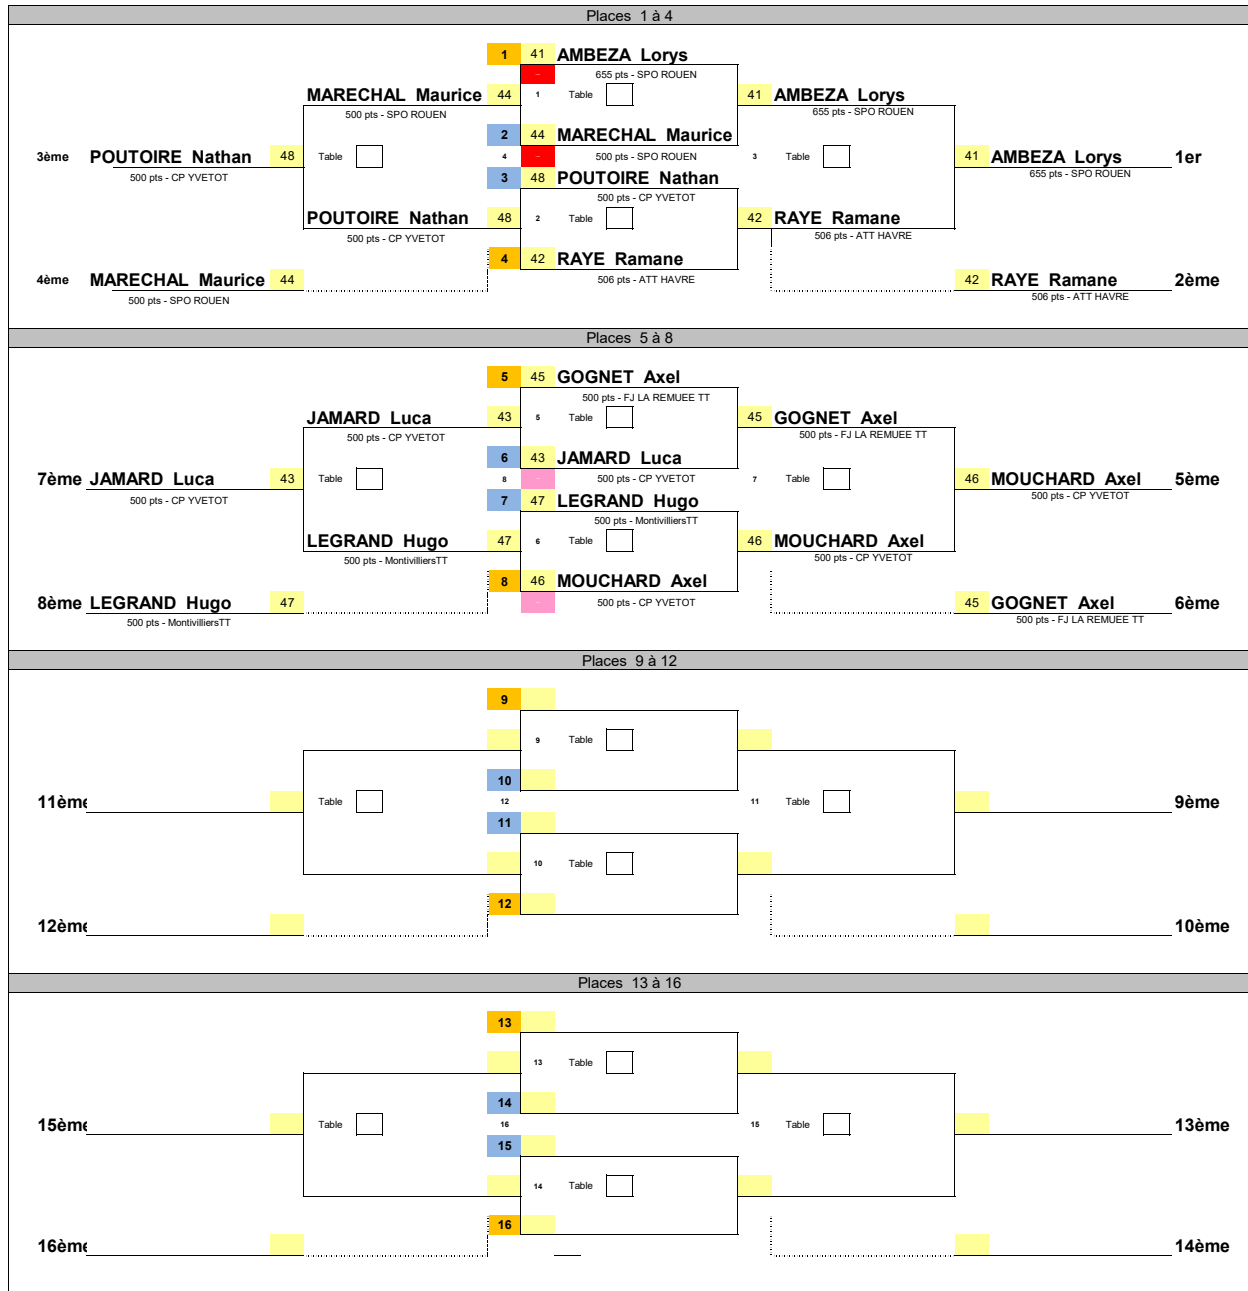 Places 1 à 4
1 41 AMBEZA Lorys
655 pts - SPO ROUEN
MARECHAL Maurice 44 1 Table 41 AMBEZA Lorys
500 pts - SPO ROUEN 655 pts - SPO ROUEN
2 44 MARECHAL Maurice
3ème POUTOIRE Nathan 48 Table 4 500 pts - SPO ROUEN 3 Table 41 AMBEZA Lorys 1er
500 pts - CP YVETOT 3 48 POUTOIRE Nathan 655 pts - SPO ROUEN
500 pts - CP YVETOT
POUTOIRE Nathan 48 2 Table 42 RAYE Ramane
500 pts - CP YVETOT 506 pts - ATT HAVRE
4 42 RAYE Ramane
4ème MARECHAL Maurice 44 506 pts - ATT HAVRE 42 RAYE Ramane 2ème
500 pts - SPO ROUEN 506 pts - ATT HAVRE
Places 5 à 8
5 45 GOGNET Axel
500 pts - FJ LA REMUEE TT
JAMARD Luca 43 5 Table 45 GOGNET Axel
500 pts - CP YVETOT 500 pts - FJ LA REMUEE TT
6 43 JAMARD Luca
7ème JAMARD Luca 43 Table 8 500 pts - CP YVETOT 7 Table 46 MOUCHARD Axel 5ème
500 pts - CP YVETOT 7 47 LEGRAND Hugo 500 pts - CP YVETOT
500 pts - MontivilliersTT
LEGRAND Hugo 47 6 Table 46 MOUCHARD Axel
500 pts - MontivilliersTT 500 pts - CP YVETOT
8 46 MOUCHARD Axel
8ème LEGRAND Hugo 47 500 pts - CP YVETOT 45 GOGNET Axel 6ème
500 pts - MontivilliersTT 500 pts - FJ LA REMUEE TT
Places 9 à 12
9
9 Table
10
11ème Table 12 11 Table 9ème
11
10 Table
12
12ème 10ème
Places 13 à 16
13
13 Table
14
15ème Table 16 15 Table 13ème
15
14 Table
16
16ème 14ème